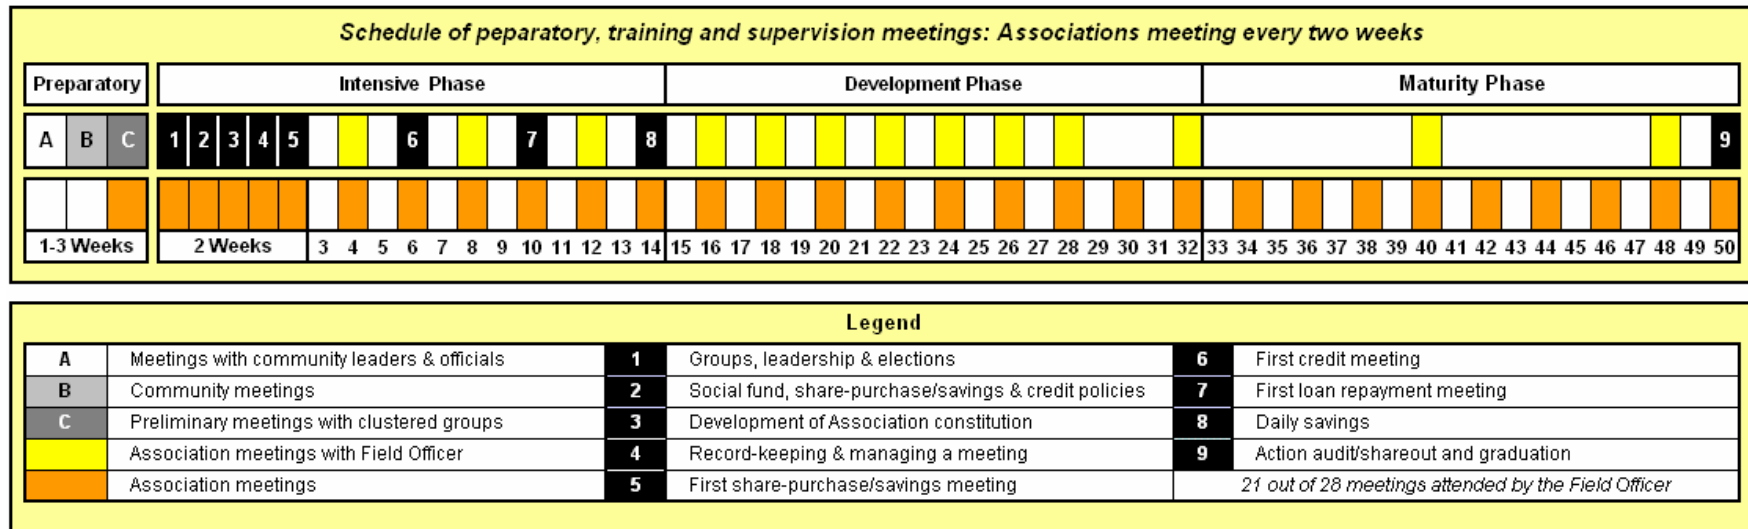 Schedule of peparatory, training and supervision meetings: Associations meeting every two weeks
Preparatory Intensive Phase Development Phase Maturity Phase
A B C 1 2 3 4 5 6 7 8 9
1-3 Weeks 2 Weeks 3 4 5 6 7 8 9 10 11 12 13 14 15 16 17 18 19 20 21 22 23 24 25 26 27 28 29 30 31 32 33 34 35 36 37 38 39 40 41 42 43 44 45 46 47 48 49 50
Legend
A Meetings with community leaders & officials 1 Groups, leadership & elections 6 First credit meeting
B Community meetings 2 Social fund, share-purchase/savings & credit policies 7 First loan repayment meeting
C Preliminary meetings with clustered groups 3 Development of Association constitution 8 Daily savings
Association meetings with Field Officer 4 Record-keeping & managing a meeting 9 Action audit/shareout and graduation
Association meetings 5 First share-purchase/savings meeting 21 out of 28 meetings attended by the Field Officer